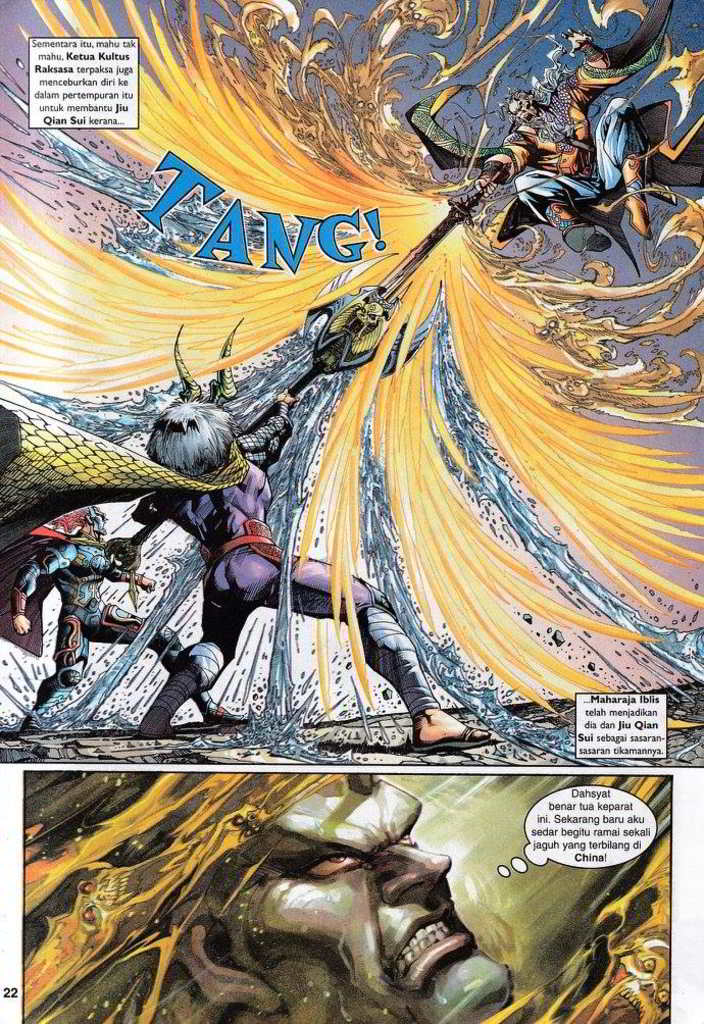 Sementara itu, mahu tak
mahu, Ketua Kultus
Raksasa terpaksa juga
menceburkan diri ke
dalam pertempuran itu
untuk membantu Jiu
Qian Sui kerana...
TANG!
...Maharaja Iblis
telah menjadikan
dia dan Jiu Qian
Sui sebagai sasaran-
sasaran tikamannya.
Dahsyat
benar tua keparat
ini. Sekarang baru aku
sedar begitu ramai sekali
jaguh yang terbilang di
China!
22